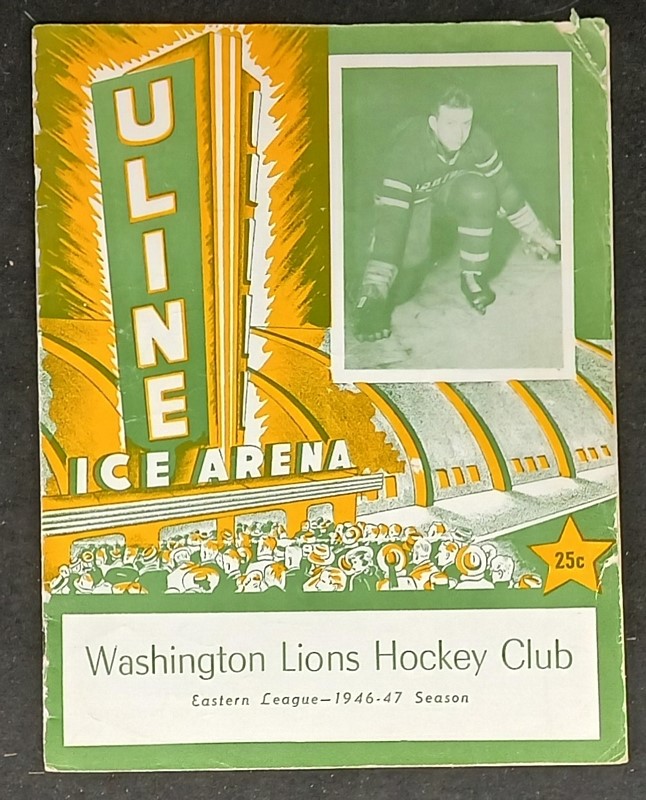 ULINE
ICE ARENA
25c
Washington Lions Hockey Club
Eastern League—1946-47 Season